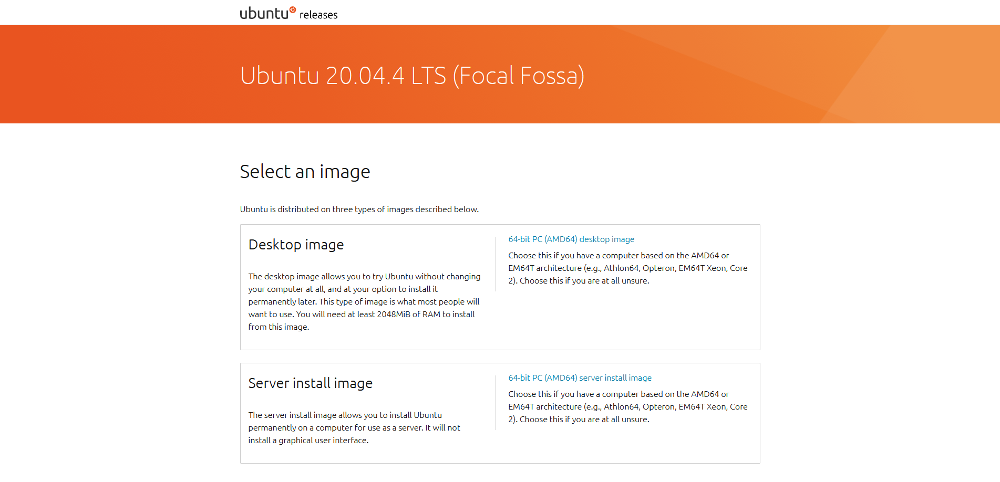 ubuntu releases
Ubuntu 20.04.4 LTS (Focal Fossa)
Select an image
Ubuntu is distributed on three types of images described below.
Desktop image
The desktop image allows you to try Ubuntu without changing
your computer at all, and at your option to install it
permanently later. This type of image is what most people will
want to use. You will need at least 2048MiB of RAM to install
from this image.
64-bit PC (AMD64) desktop image
Choose this if you have a computer based on the AMD64 or
EM64T architecture (e.g., Athlon64, Opteron, EM64T Xeon, Core
2). Choose this if you are at all unsure.
Server install image
The server install image allows you to install Ubuntu
permanently on a computer for use as a server. It will not
install a graphical user interface.
64-bit PC (AMD64) server install image
Choose this if you have a computer based on the AMD64 or
EM64T architecture (e.g., Athlon64, Opteron, EM64T Xeon, Core
2). Choose this if you are at all unsure.